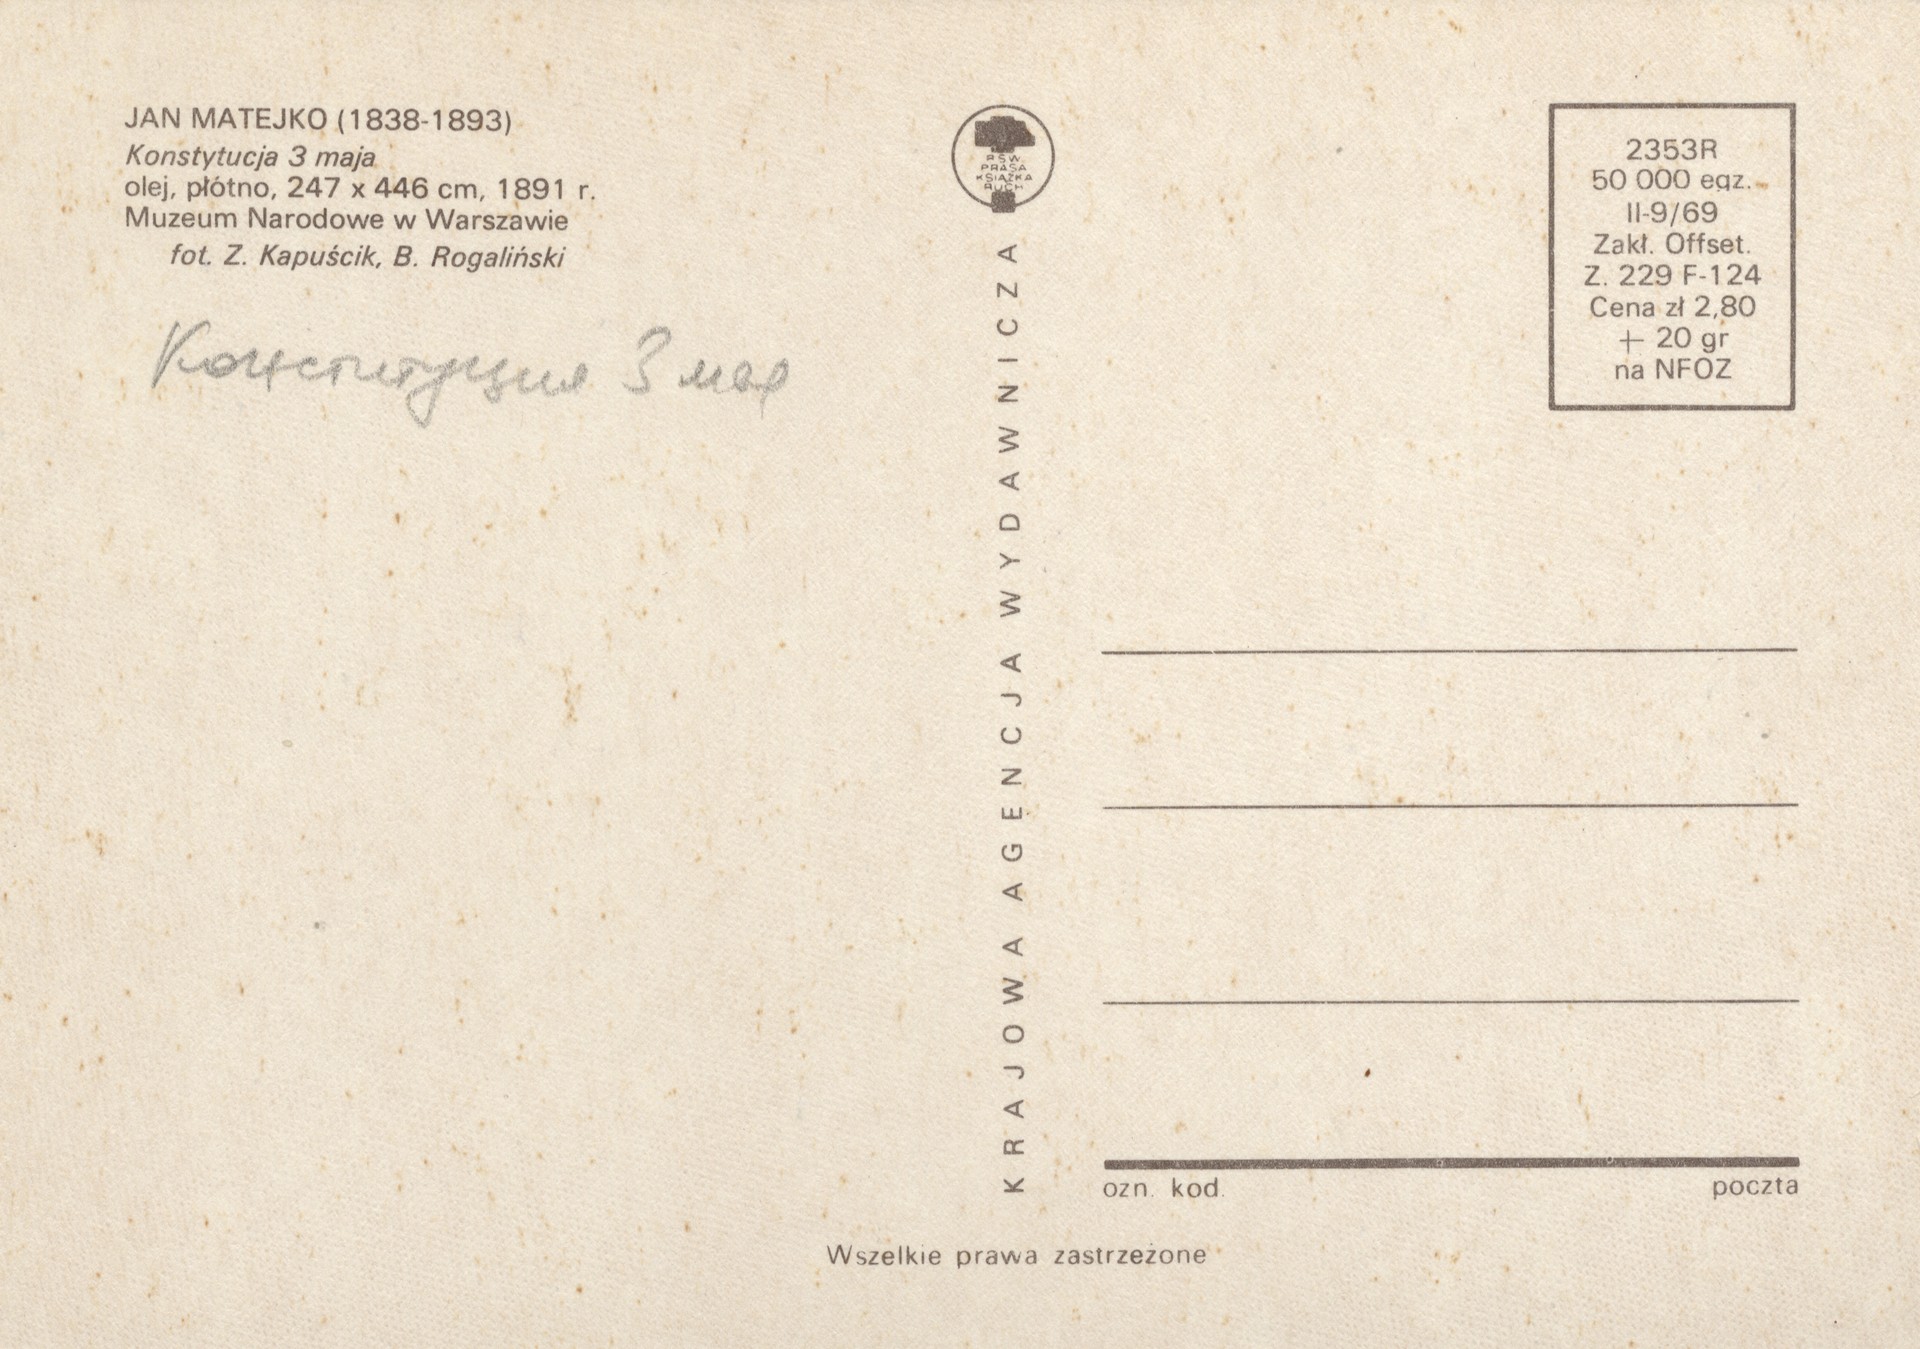 JAN MATEJKO (1838-1893)
Konstytucja 3 maja
olej, płótno, 247 x 446 cm, 1891 r.
Muzeum Narodowe w Warszawie
fot. Z. Kapuścik, B. Rogaliński
Конституция 3 мая
RSW
PRASA
KSIĄŻKA
RUCH
KRAJOWA AGENCJA WYDAWNICZA
2353R
50 000 egz.
II-9/69
Zakł. Offset.
Z. 229 F-124
Cena zł 2,80
+ 20 gr
na NFOZ
ozn. kod.
poczta
Wszelkie prawa zastrzeżone